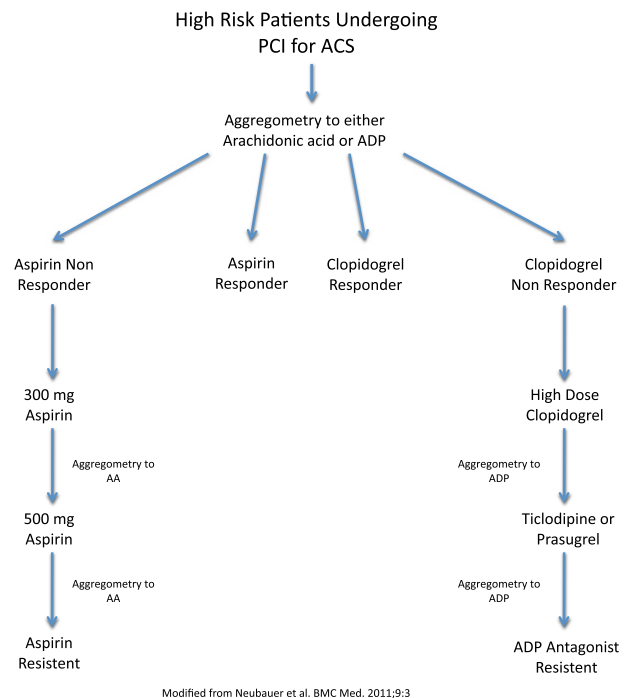 High Risk Patients Undergoing
PCI for ACS
Aggregometry to either
Arachidonic acid or ADP
Aspirin Non
Responder
Aspirin
Responder
Clopidogrel
Responder
Clopidogrel
Non Responder
300 mg
Aspirin
High Dose
Clopidogrel
Aggregometry to
AA
Aggregometry to
ADP
500 mg
Aspirin
Ticlodipine or
Prasugrel
Aggregometry to
AA
Aggregometry to
ADP
Aspirin
Resistent
ADP Antagonist
Resistent
Modified from Neubauer et al. BMC Med. 2011;9:3